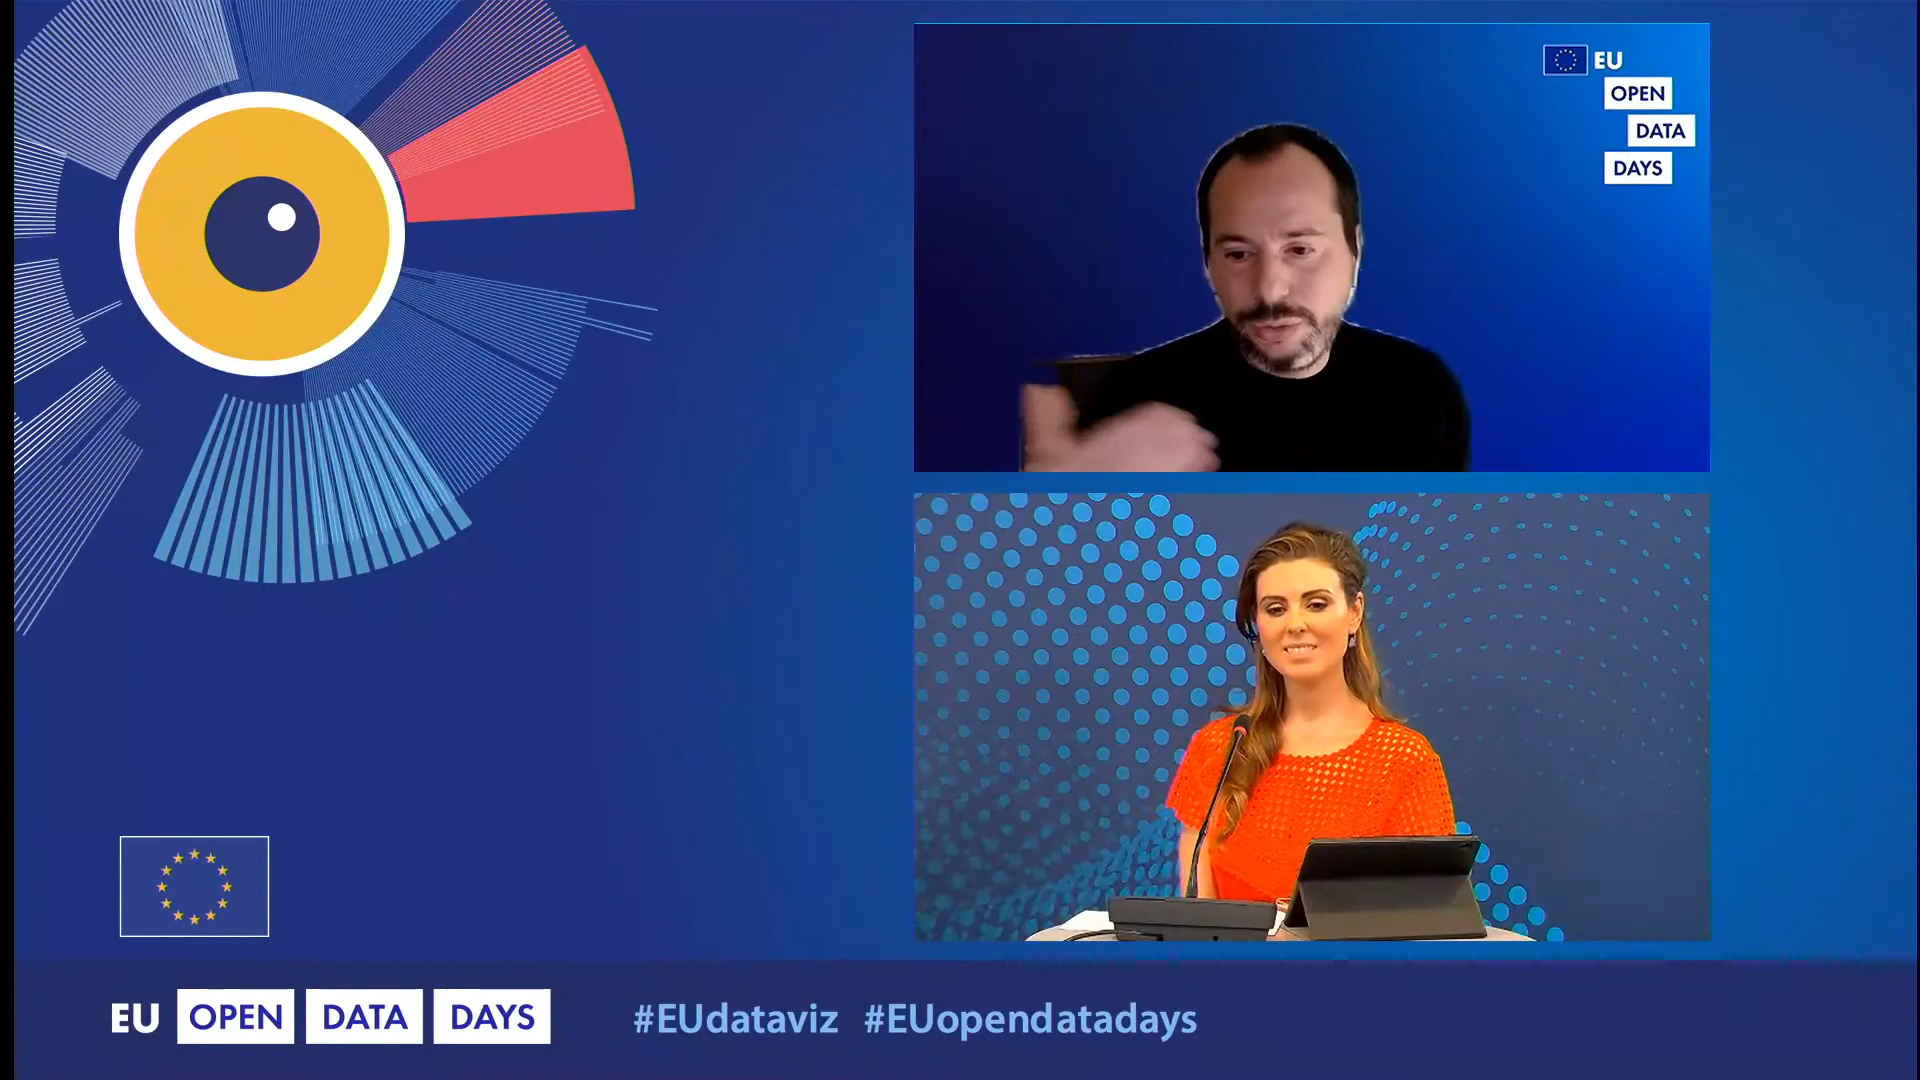 EU
OPEN
DATA
DAYS
EU OPEN DATA DAYS #EUdataviz #EUopendatadays